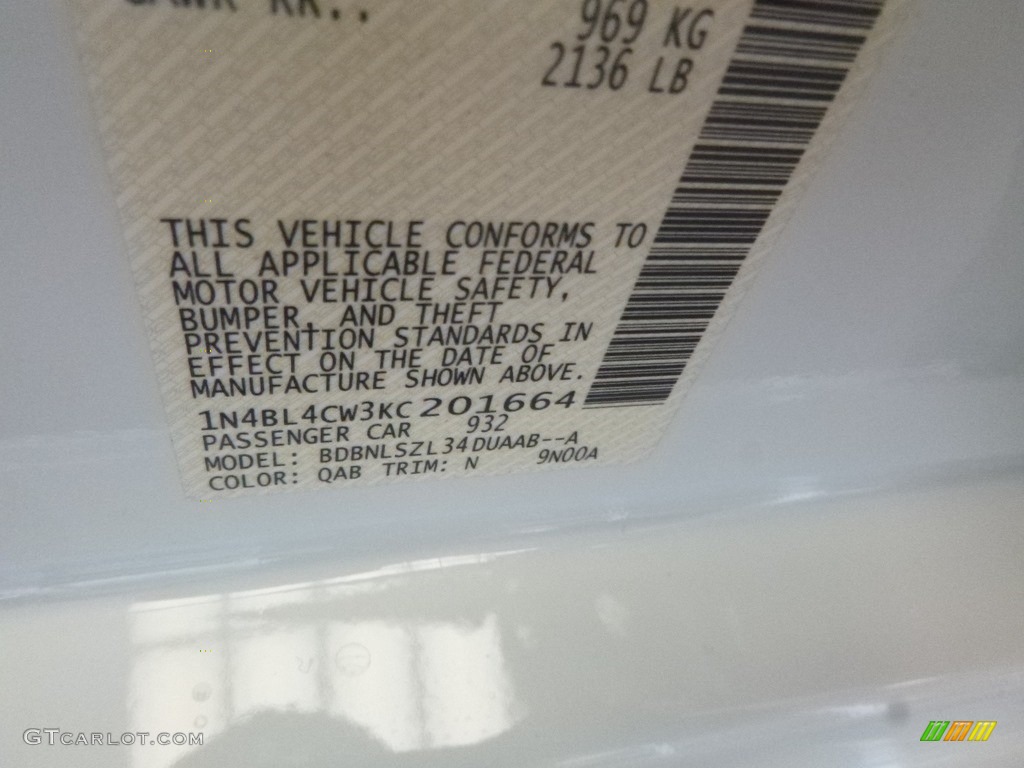 GAWR RR.:
969 KG
2136 LB
THIS VEHICLE CONFORMS TO
ALL APPLICABLE FEDERAL
MOTOR VEHICLE SAFETY,
BUMPER, AND THEFT
PREVENTION STANDARDS IN
EFFECT ON THE DATE OF
MANUFACTURE SHOWN ABOVE.
1N4BL4CW3KC201664
PASSENGER CAR 932
MODEL: BDBNLSZL34DUAAB--A
COLOR: QAB TRIM: N 9N00A
GTCARLOT.COM